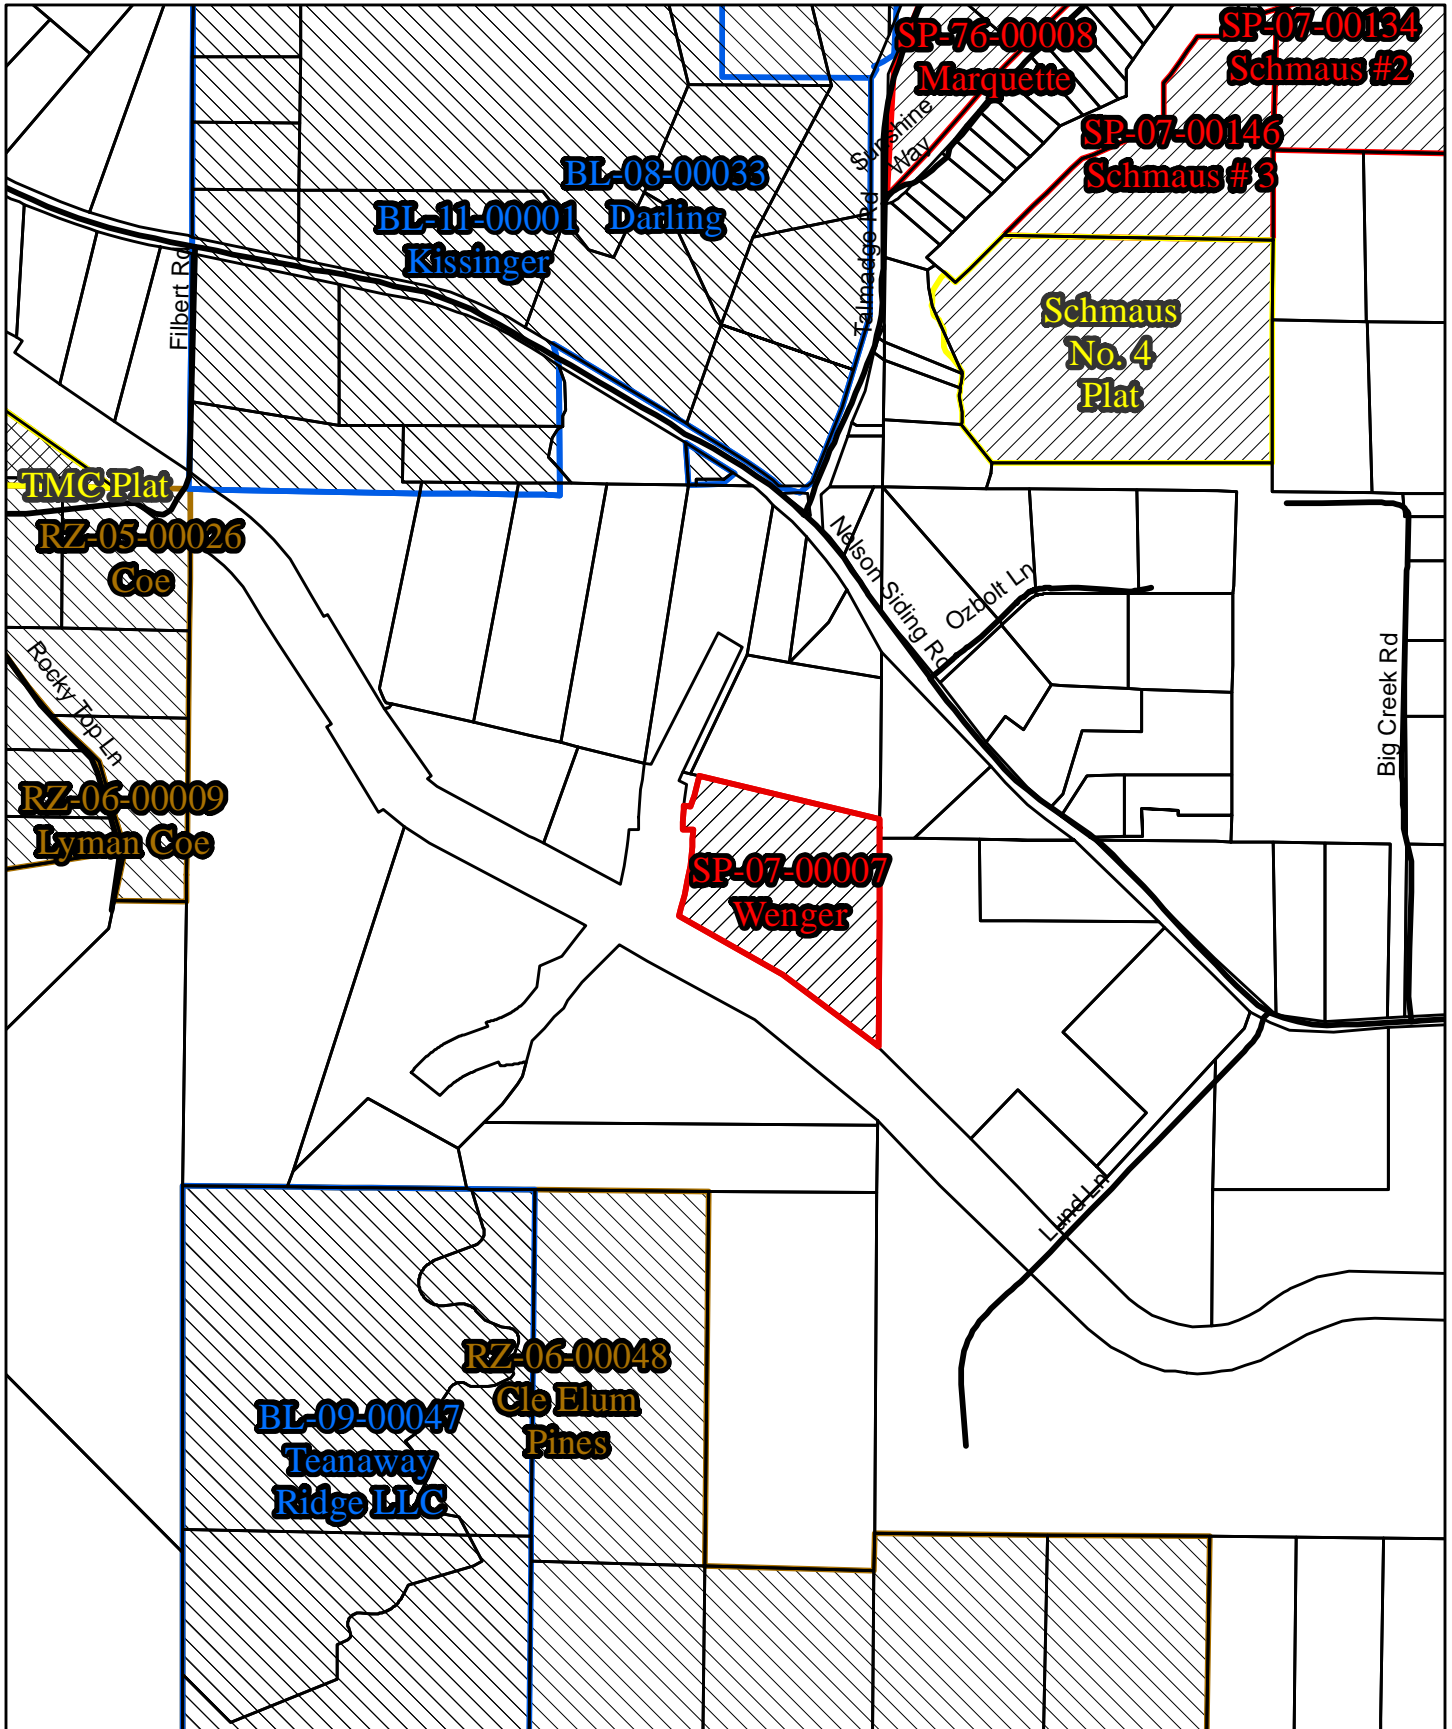 SP-76-00008
Marquette
SP-07-00134
Schmaus #2
Sunshine
Way
SP-07-00146
Schmaus # 3
BL-08-00033
Darling
BL-11-00001
Kissinger
Filbert Rd
Talmadge Rd
Schmaus
No. 4
Plat
TMC Plat
RZ-05-00026
Coe
Nelson Siding Rd
Ozbolt Ln
Rocky Top Ln
Big Creek Rd
RZ-06-00009
Lyman Coe
SP-07-00007
Wenger
Lund Ln
RZ-06-00048
Cle Elum
Pines
BL-09-00047
Teanaway
Ridge LLC